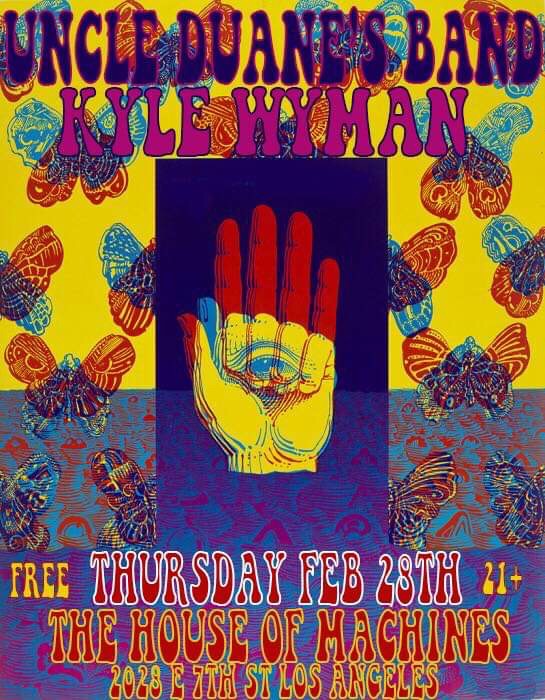 UNCLE DUANE'S BAND
KYLE WYMAN
FREE THURSDAY FEB 28TH 21+
THE HOUSE OF MACHINES
2028 E 7TH ST LOS ANGELES